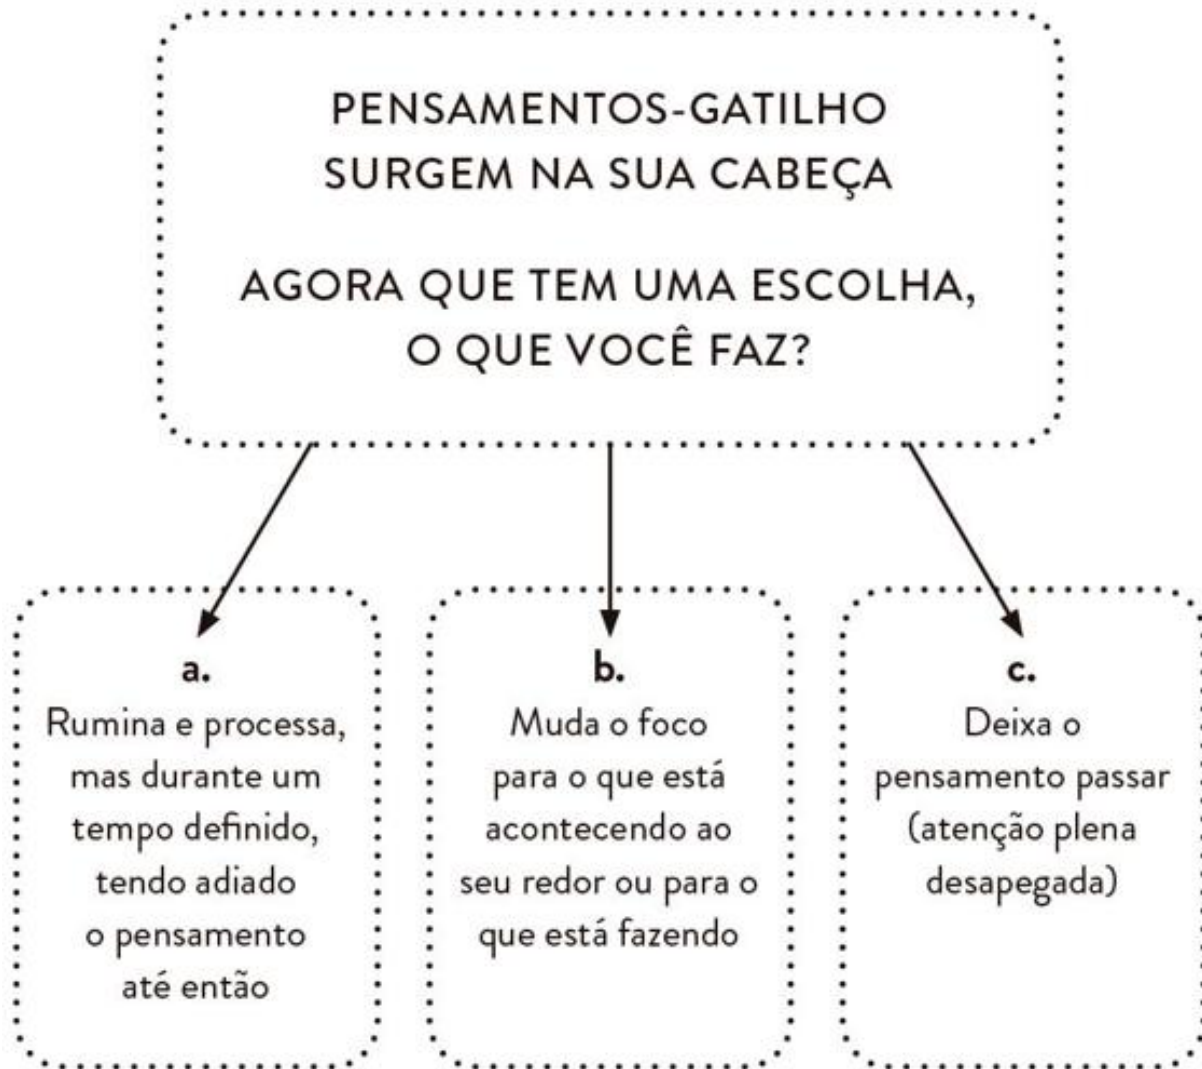 PENSAMENTOS-GATILHO
SURGEM NA SUA CABEÇA
AGORA QUE TEM UMA ESCOLHA,
O QUE VOCÊ FAZ?
a.
Rumina e processa,
mas durante um
tempo definido,
tendo adiado
o pensamento
até então
b.
Muda o foco
para o que está
acontecendo ao
seu redor ou para o
que está fazendo
c.
Deixa o
pensamento passar
(atenção plena
desapegada)